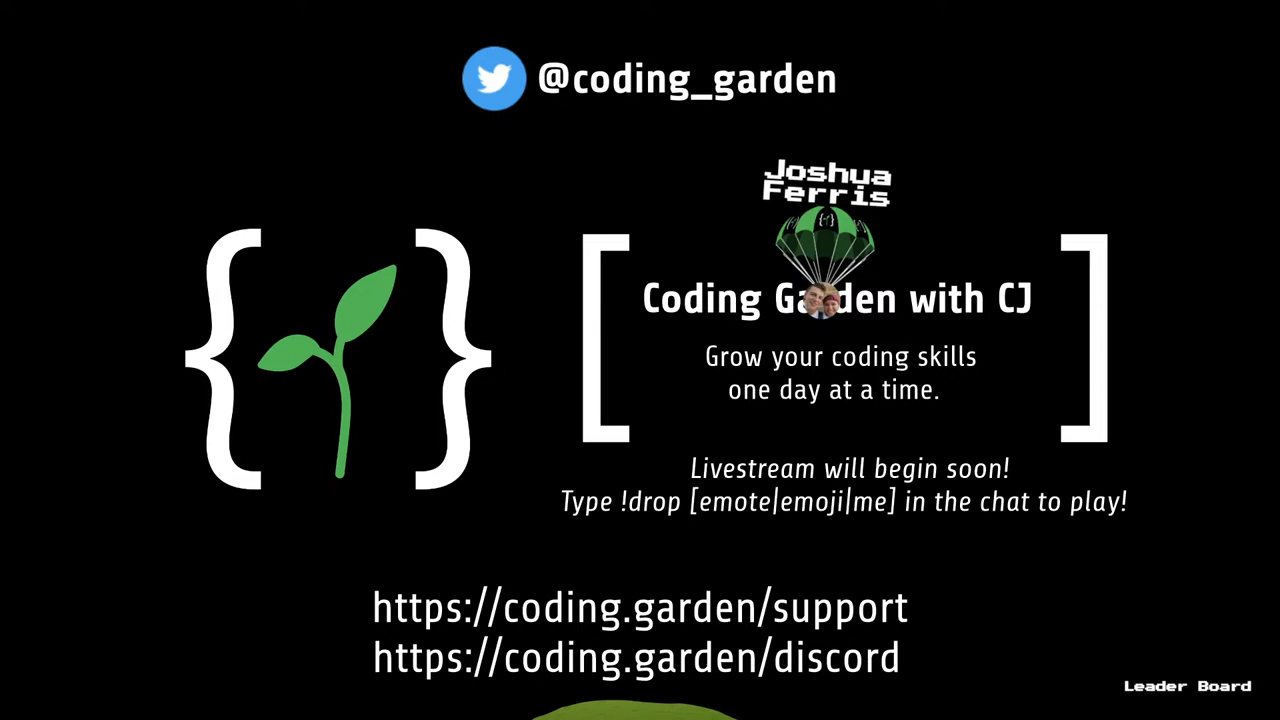 @coding_garden
Joshua
Ferris
Coding Garden with CJ
Grow your coding skills
one day at a time.
Livestream will begin soon!
Type !drop [emote|emoji|me] in the chat to play!
https://coding.garden/support
https://coding.garden/discord
Leader Board